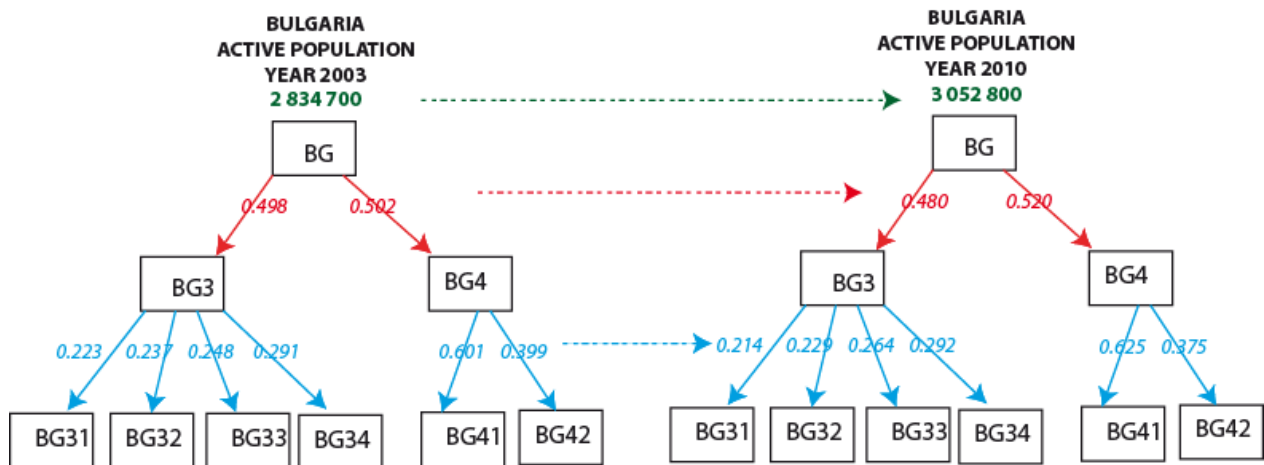 BULGARIA
ACTIVE POPULATION
YEAR 2003
2 834 700
BG
0.498
0.502
BG3
BG4
0.223
0.237
0.248
0.291
0.601
0.399
BG31
BG32
BG33
BG34
BG41
BG42
BULGARIA
ACTIVE POPULATION
YEAR 2010
3 052 800
BG
0.480
0.520
BG3
BG4
0.214
0.229
0.264
0.292
0.625
0.375
BG31
BG32
BG33
BG34
BG41
BG42